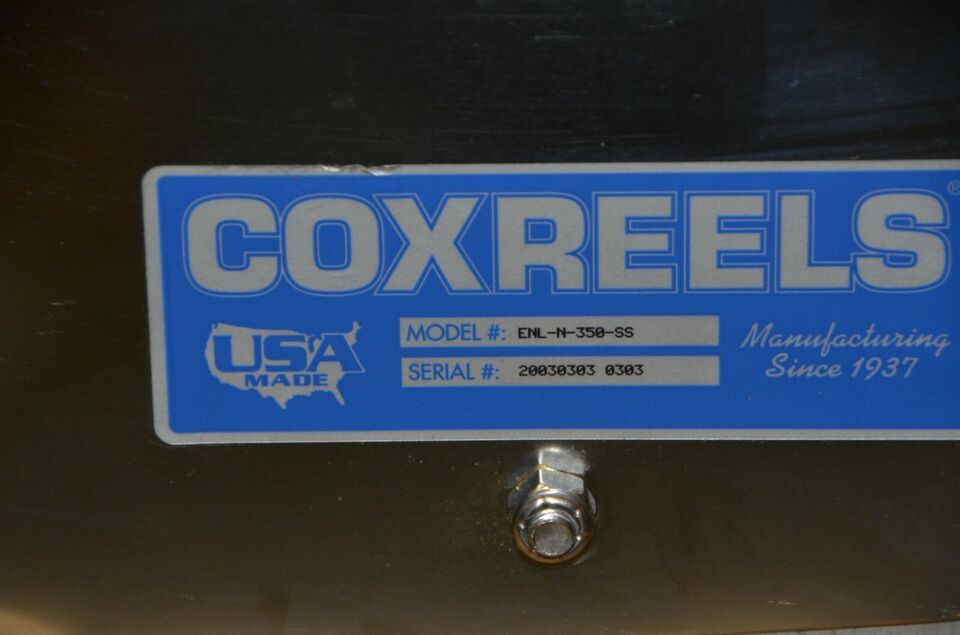 COXREELS®
USA
MADE
MODEL #: ENL-N-350-SS
SERIAL #: 20030303 0303
Manufacturing
Since 1937